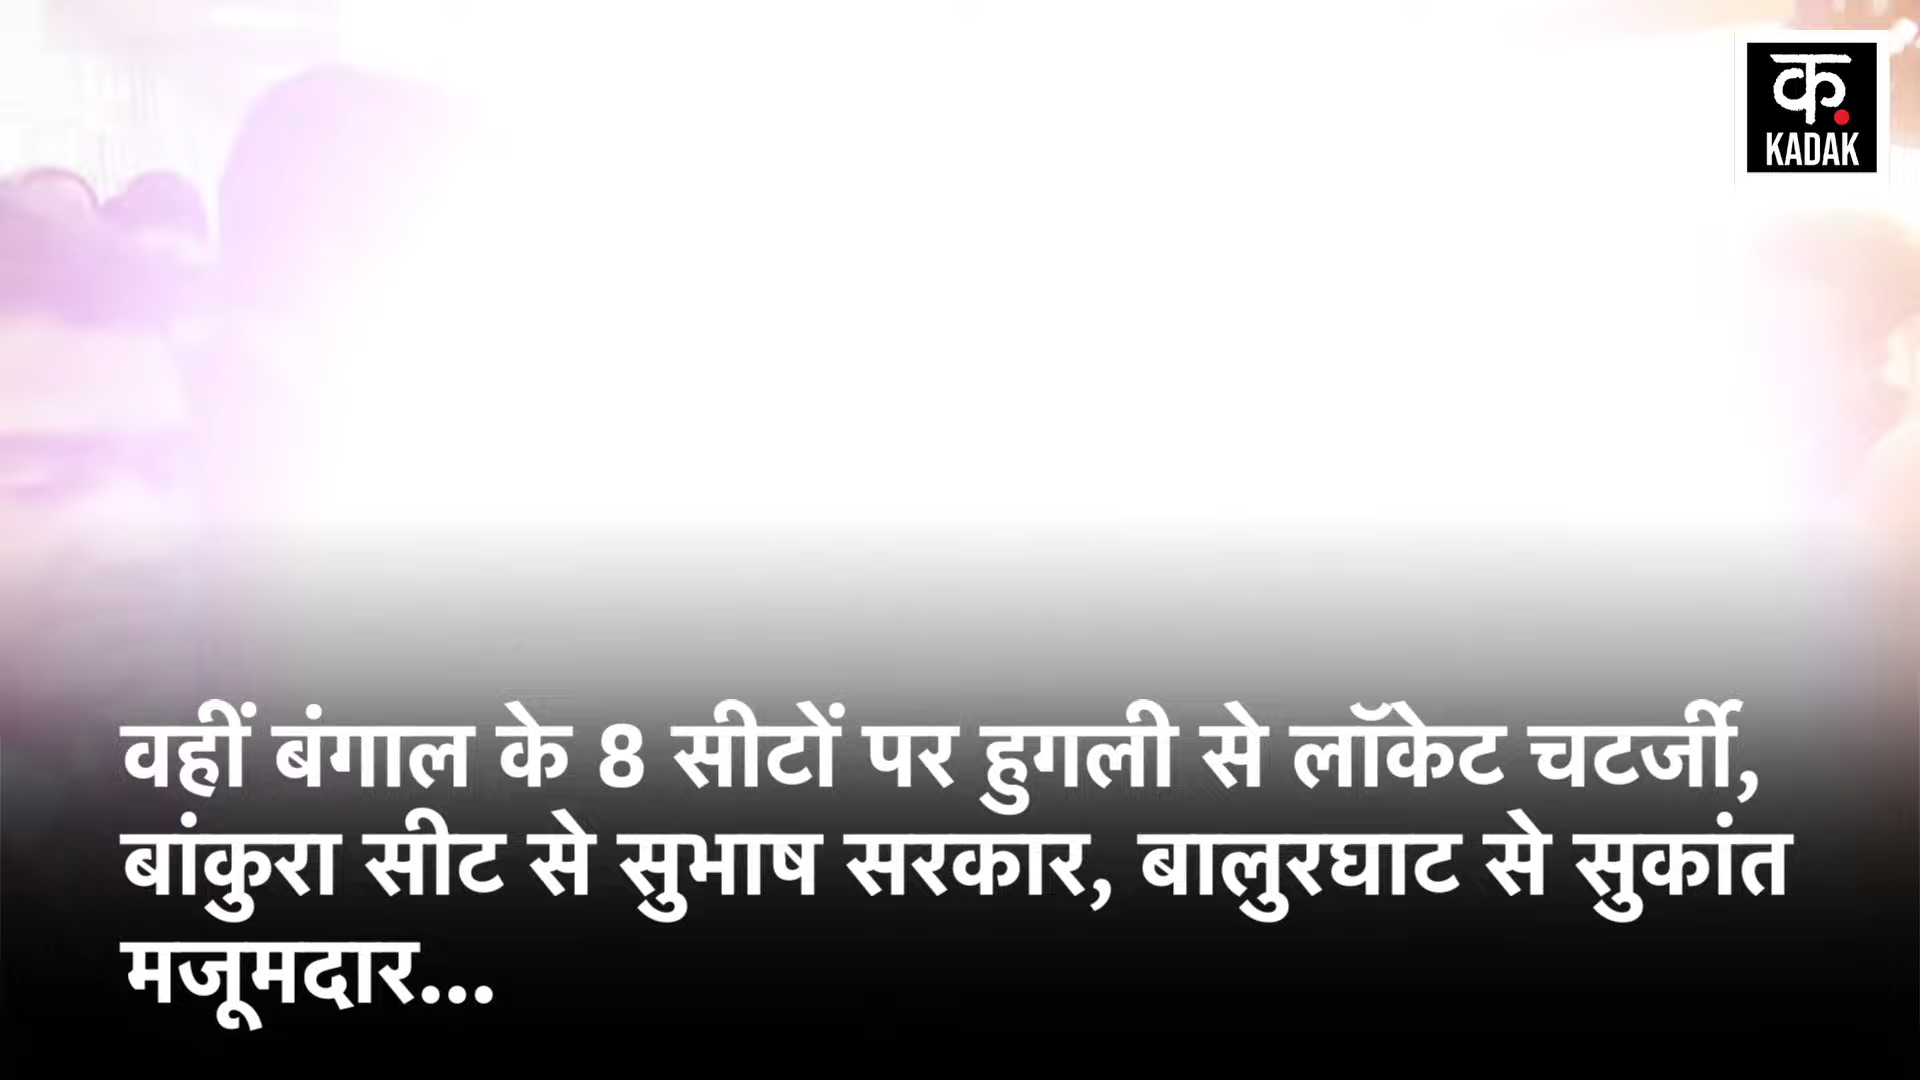 क.
KADAK
वहीं बंगाल के 8 सीटों पर हुगली से लॉकेट चटर्जी,
बांकुरा सीट से सुभाष सरकार, बालुरघाट से सुकांत
मजूमदार...